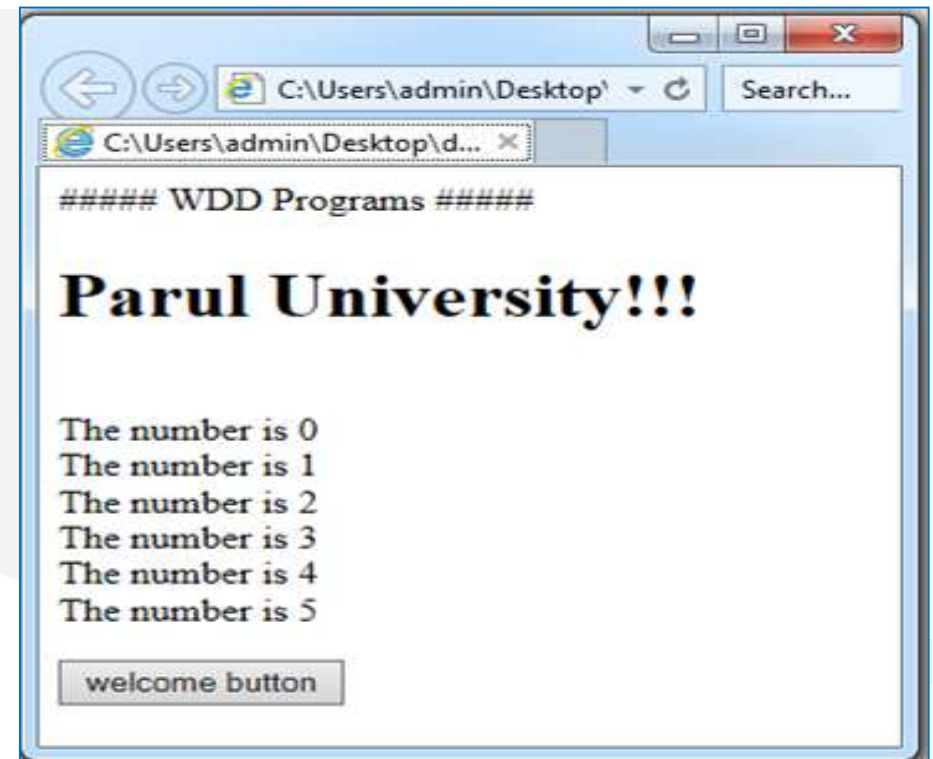 C:\Users\admin\Desktop\ Search...
C:\Users\admin\Desktop\d...
##### WDD Programs #####
Parul University!!!
The number is 0
The number is 1
The number is 2
The number is 3
The number is 4
The number is 5
welcome button